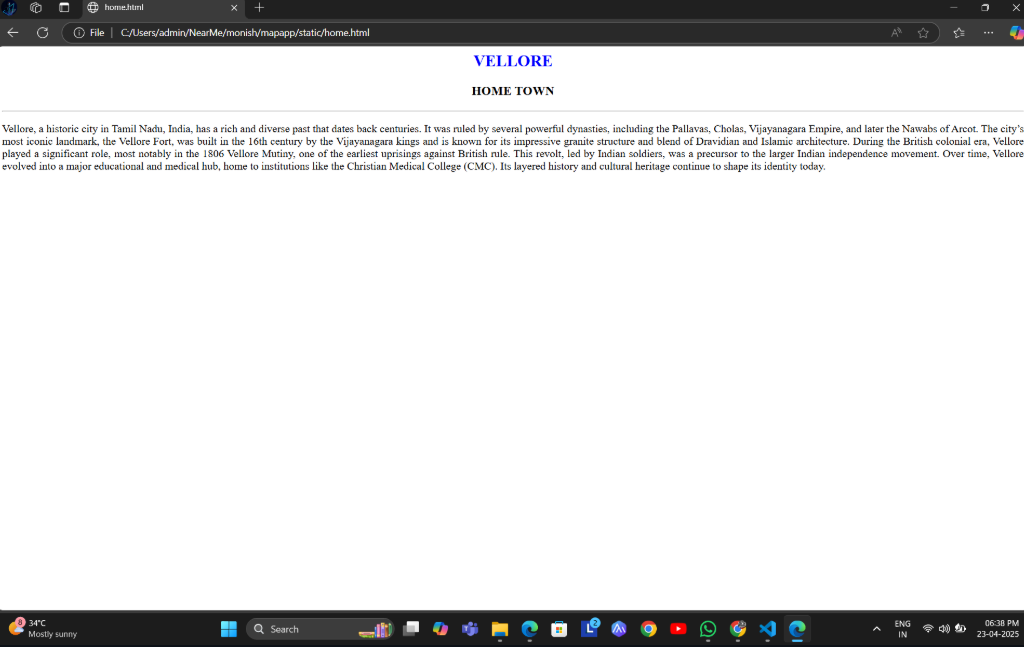 home.html
File
C:/Users/admin/NearMe/monish/mapapp/static/home.html
VELLORE
HOME TOWN
Vellore, a historic city in Tamil Nadu, India, has a rich and diverse past that dates back centuries. It was ruled by several powerful dynasties, including the Pallavas, Cholas, Vijayanagara Empire, and later the Nawabs of Arcot. The city's
most iconic landmark, the Vellore Fort, was built in the 16th century by the Vijayanagara kings and is known for its impressive granite structure and blend of Dravidian and Islamic architecture. During the British colonial era, Vellore
played a significant role, most notably in the 1806 Vellore Mutiny, one of the earliest uprisings against British rule. This revolt, led by Indian soldiers, was a precursor to the larger Indian independence movement. Over time, Vellore
evolved into a major educational and medical hub, home to institutions like the Christian Medical College (CMC). Its layered history and cultural heritage continue to shape its identity today.
8
34°C
Mostly sunny
Search
L
2
ENG
IN
06:38 PM
23-04-2025